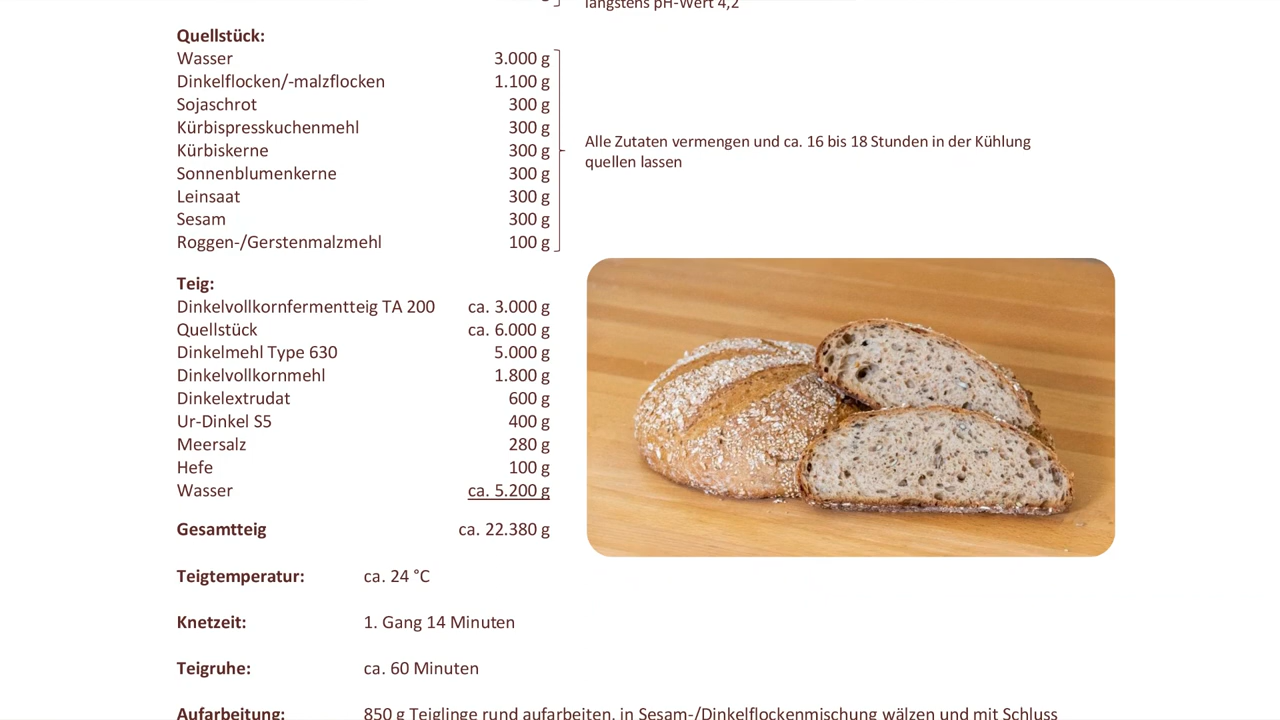 längstens pH-Wert 4,2
Quellstück:
Wasser 3.000 g
Dinkelflocken/-malzflocken 1.100 g
Sojaschrot 300 g
Kürbispresskuchenmehl 300 g
Kürbiskerne 300 g
Sonnenblumenkerne 300 g
Leinsaat 300 g
Sesam 300 g
Roggen-/Gerstenmalzmehl 100 g
Alle Zutaten vermengen und ca. 16 bis 18 Stunden in der Kühlung
quellen lassen
Teig:
Dinkelvollkornfermentteig TA 200 ca. 3.000 g
Quellstück ca. 6.000 g
Dinkelmehl Type 630 5.000 g
Dinkelvollkornmehl 1.800 g
Dinkelextrudat 600 g
Ur-Dinkel S5 400 g
Meersalz 280 g
Hefe 100 g
Wasser ca. 5.200 g
Gesamtteig ca. 22.380 g
Teigtemperatur: ca. 24 °C
Knetzeit: 1. Gang 14 Minuten
Teigruhe: ca. 60 Minuten
Aufarbeitung: 850 g Teiglinge rund aufarbeiten, in Sesam-/Dinkelflockenmischung wälzen und mit Schluss